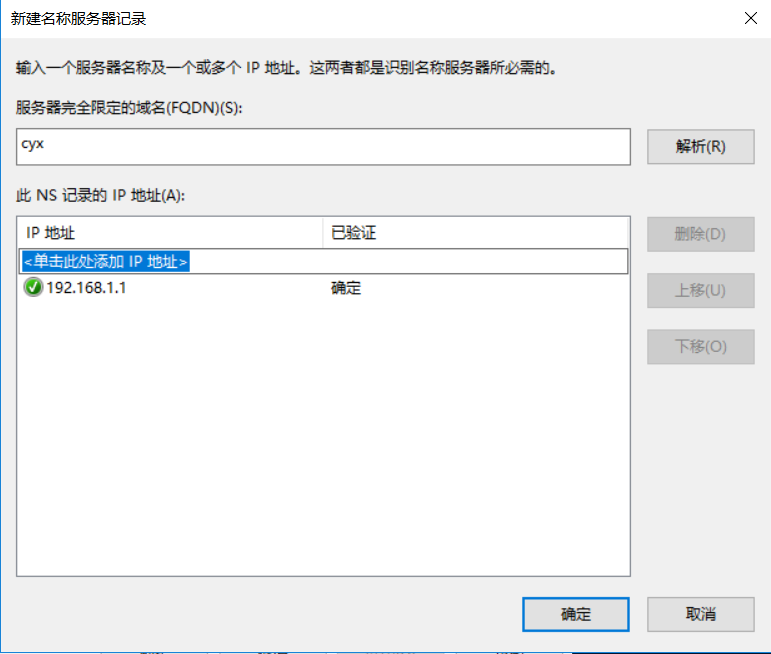 新建名称服务器记录
输入一个服务器名称及一个或多个 IP 地址。这两者都是识别名称服务器所必需的。
服务器完全限定的域名(FQDN)(S):
cyx
解析(R)
此 NS 记录的 IP 地址(A):
IP 地址 已验证
删除(D)
<单击此处添加 IP 地址>
192.168.1.1 确定
上移(U)
下移(O)
确定 取消